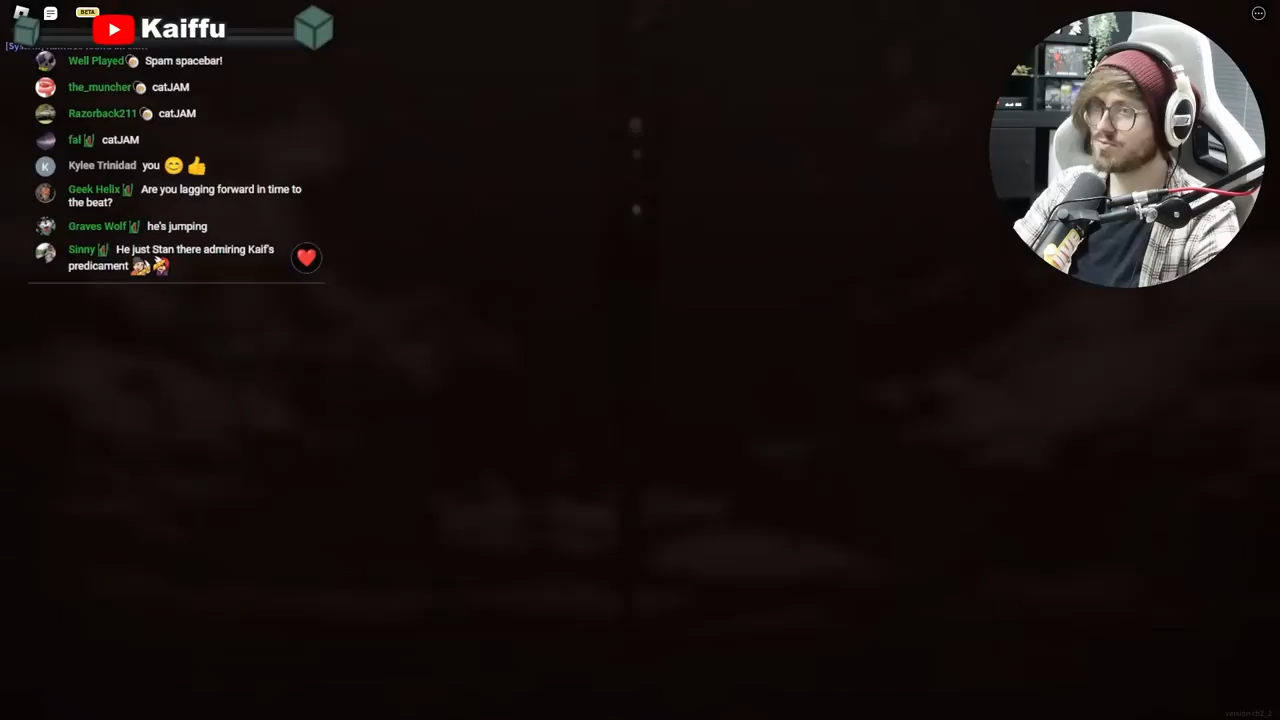 BETA
Kaiffu
Well Played Spam spacebar!
the_muncher catJAM
Razorback211 catJAM
fal catJAM
K Kylee Trinidad you 😊 👍
Geek Helix Are you lagging forward in time to
the beat?
Graves Wolf he's jumping
Sinny He just Stan there admiring Kaif's
predicament